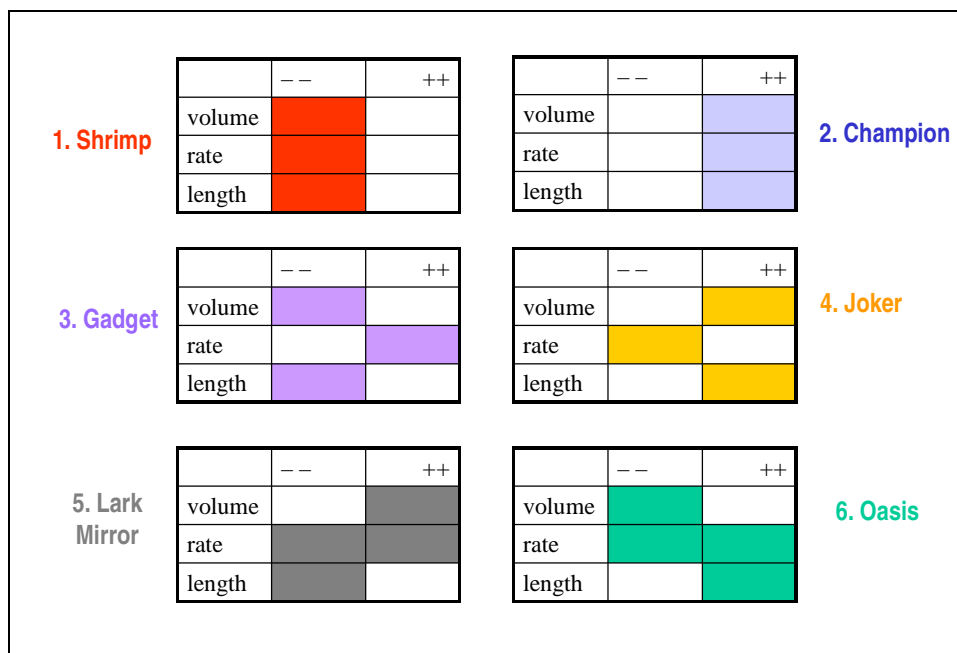 1. Shrimp
– –  ++
volume
rate
length
2. Champion
– –  ++
volume
rate
length
3. Gadget
– –  ++
volume
rate
length
4. Joker
– –  ++
volume
rate
length
5. Lark
Mirror
– –  ++
volume
rate
length
6. Oasis
– –  ++
volume
rate
length